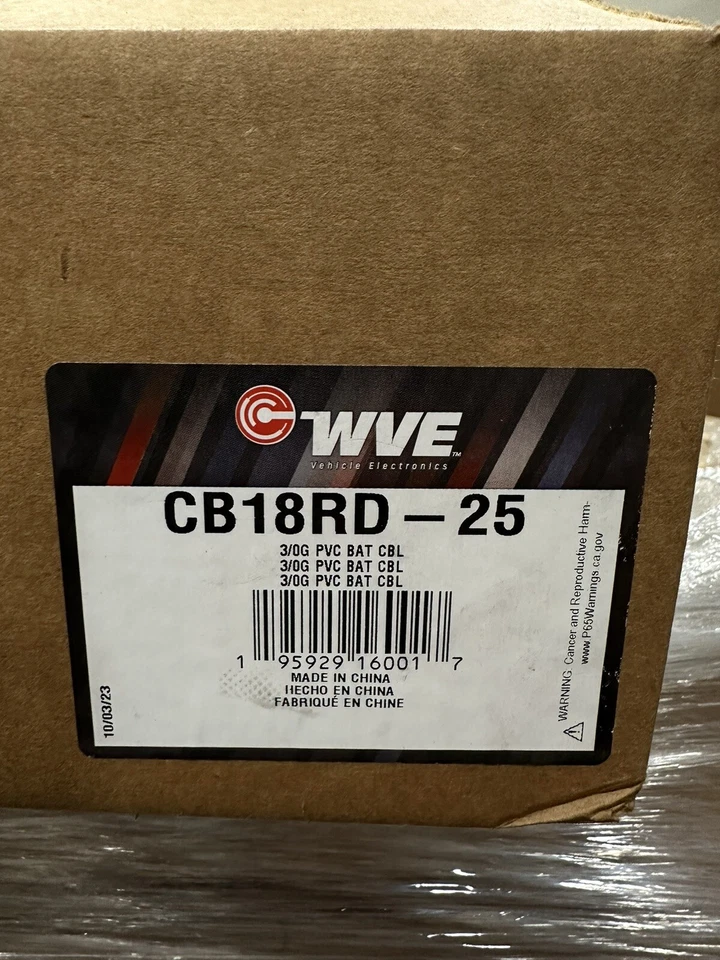 WVE™
Vehicle Electronics
CB18RD - 25
3/0G PVC BAT CBL
3/0G PVC BAT CBL
3/0G PVC BAT CBL
1 95929 16001 7
MADE IN CHINA
HECHO EN CHINA
FABRIQUÉ EN CHINE
10/03/23
WARNING: Cancer and Reproductive Harm-
www.P65Warnings.ca.gov